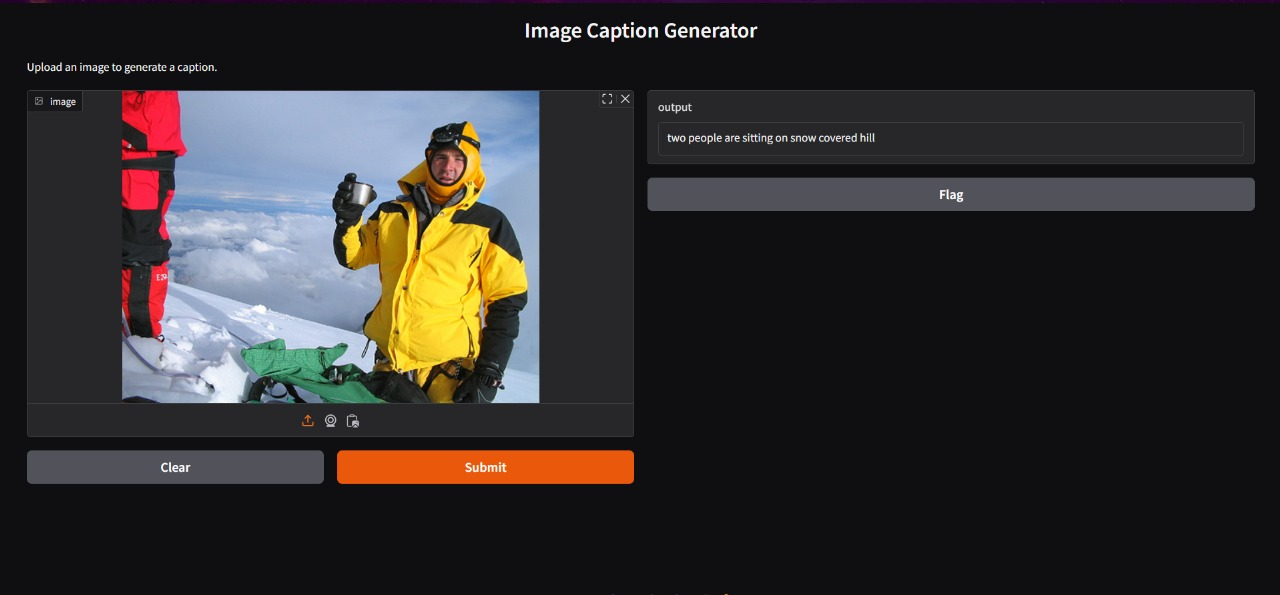 Image Caption Generator
Upload an image to generate a caption.
image
output
two people are sitting on snow covered hill
Flag
Clear
Submit